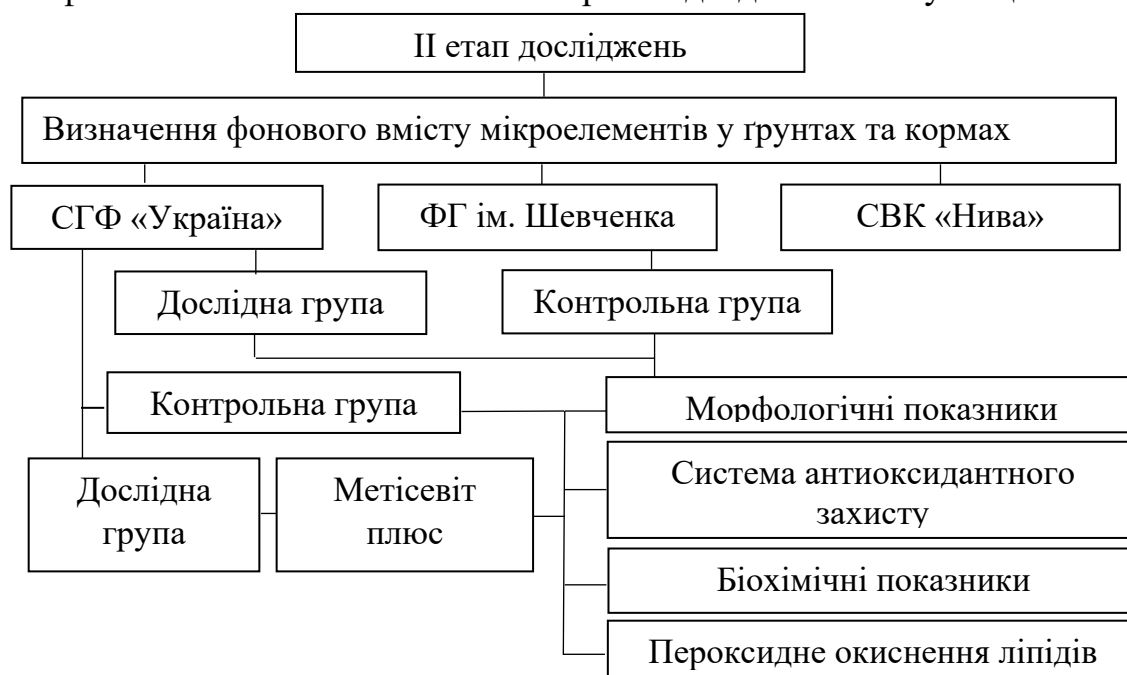 ІІ етап досліджень
Визначення фонового вмісту мікроелементів у ґрунтах та кормах
СГФ «Україна»
ФГ ім. Шевченка
СВК «Нива»
Дослідна група
Контрольна група
Контрольна група
Морфологічні показники
Дослідна
група
Метісевіт
плюс
Система антиоксидантного
захисту
Біохімічні показники
Пероксидне окиснення ліпідів